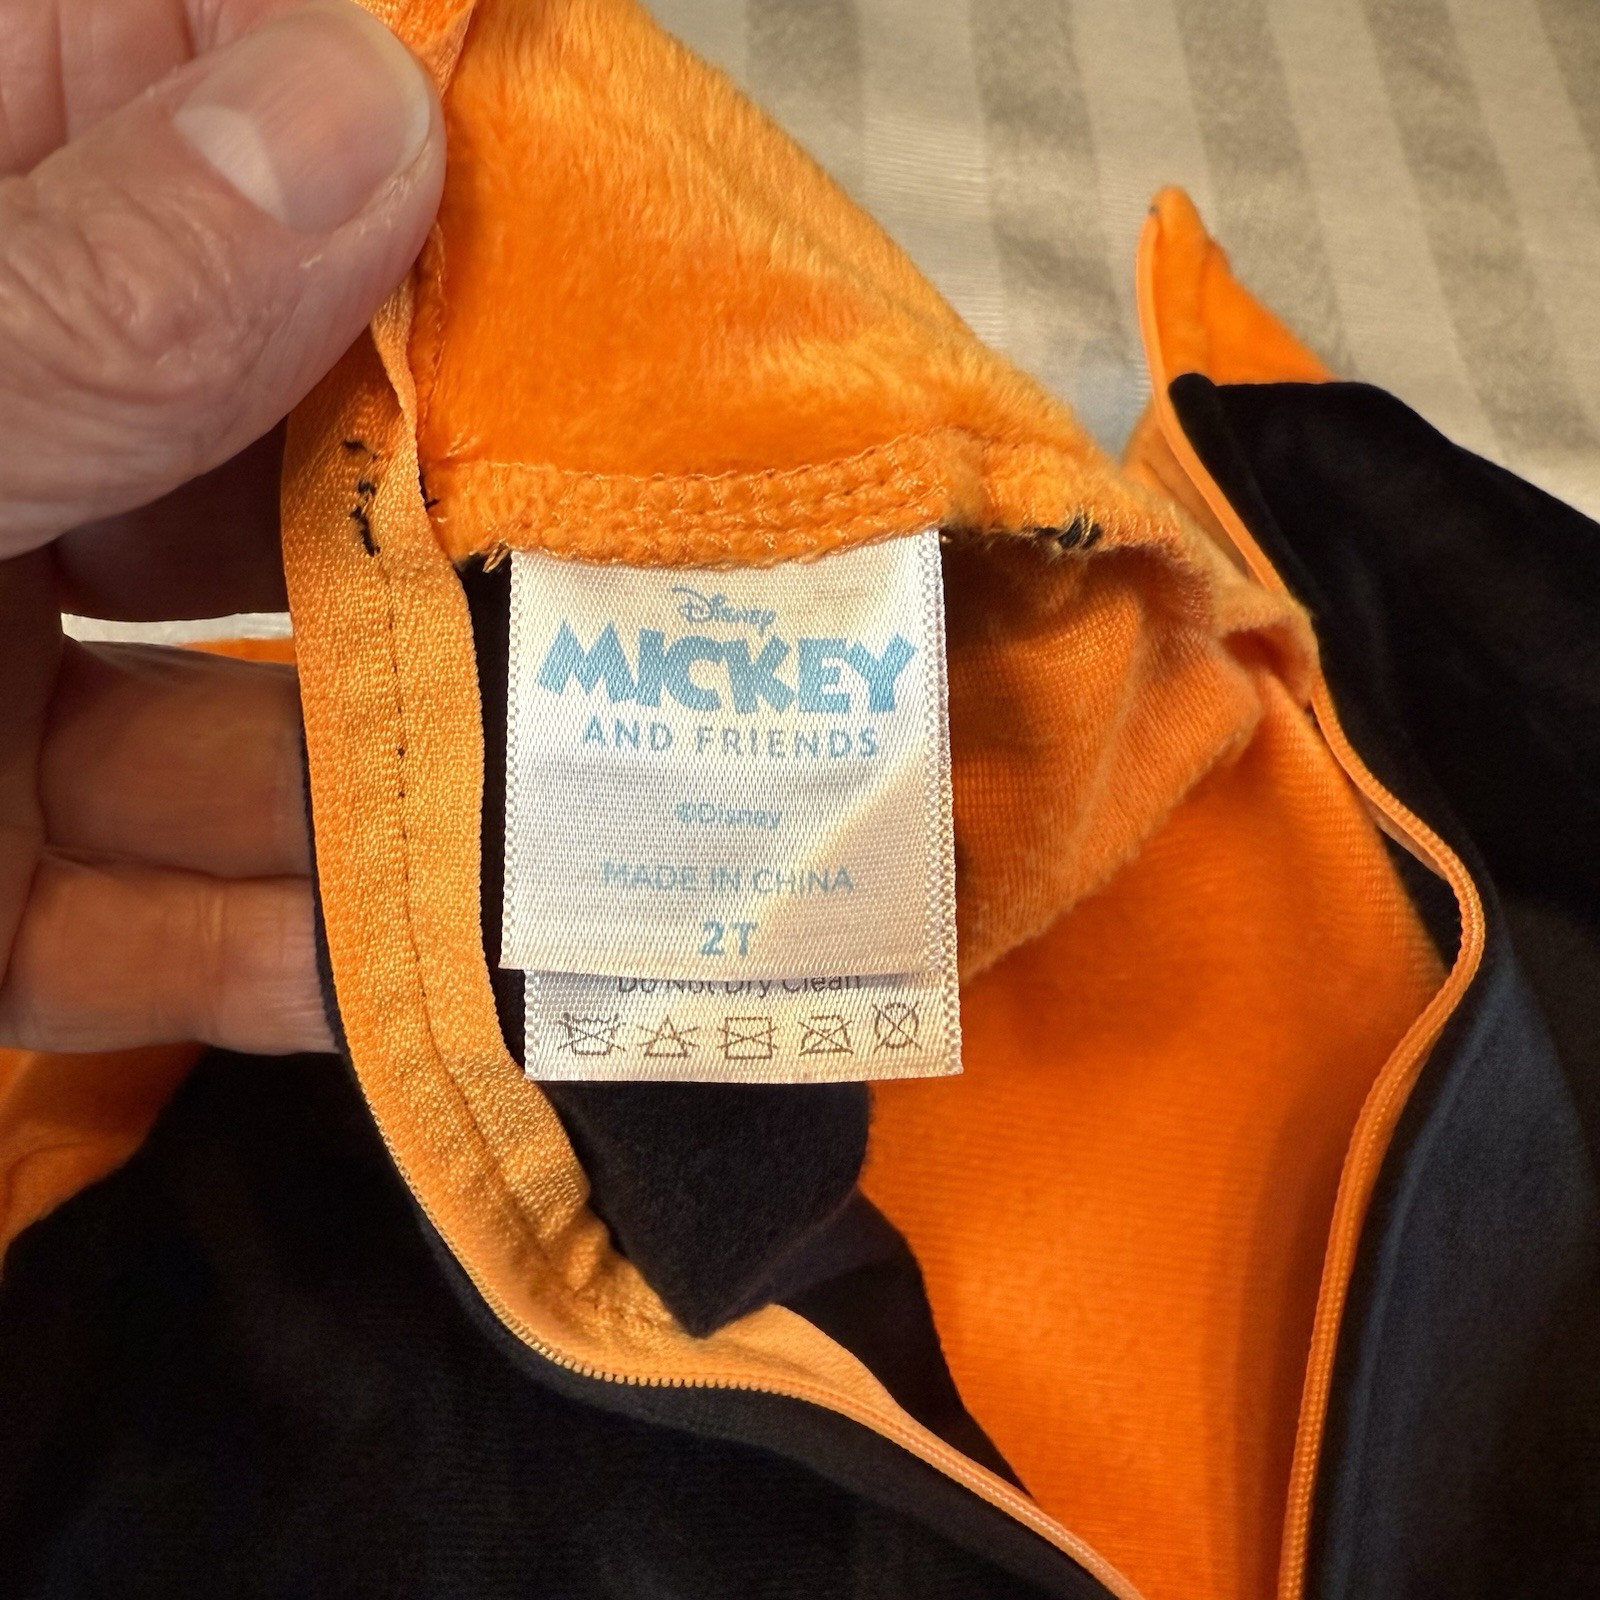 Disney
MICKEY
AND FRIENDS
©Disney
MADE IN CHINA
2T
Do Not Dry Clean